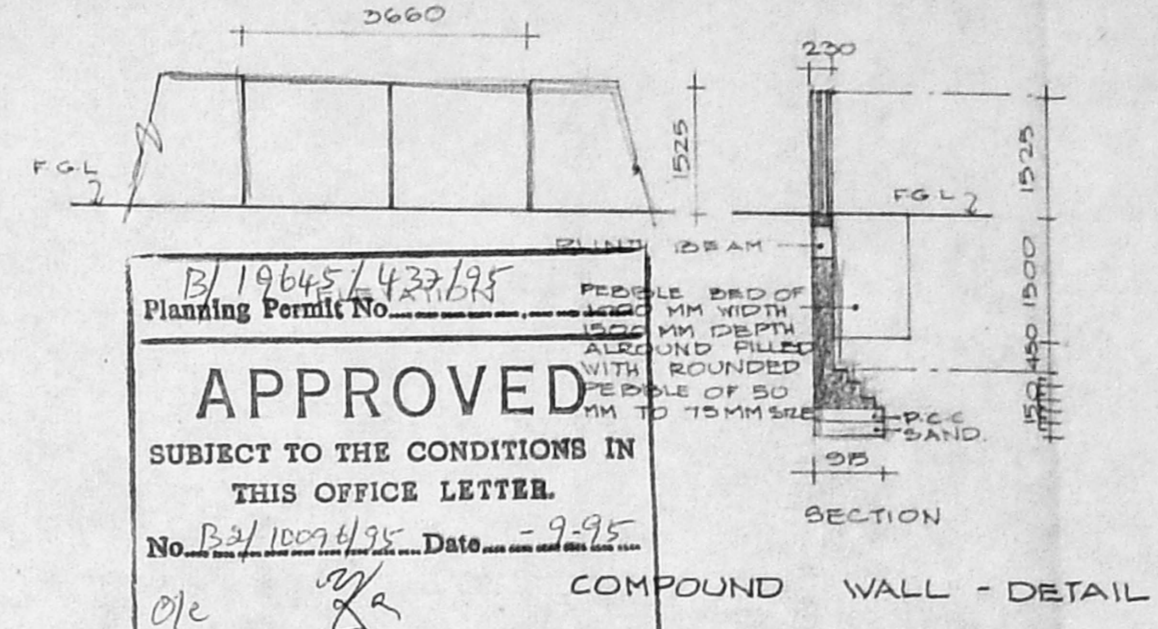 3660
1525
F.G.L
ELEVATION
230
F.G.L
1525
1500
450
150
PLINTH BEAM
PEBBLE BED OF
MM WIDTH
1500 MM DEPTH
ALROUND FILLED
WITH ROUNDED
PEBBLE OF 50
MM TO 75MM SIZE
P.C.C
SAND.
915
SECTION
COMPOUND WALL - DETAIL
B/19645/437/95
Planning Permit No
APPROVED
SUBJECT TO THE CONDITIONS IN
THIS OFFICE LETTER.
No B2/10096/95 Date -9-95
O/c